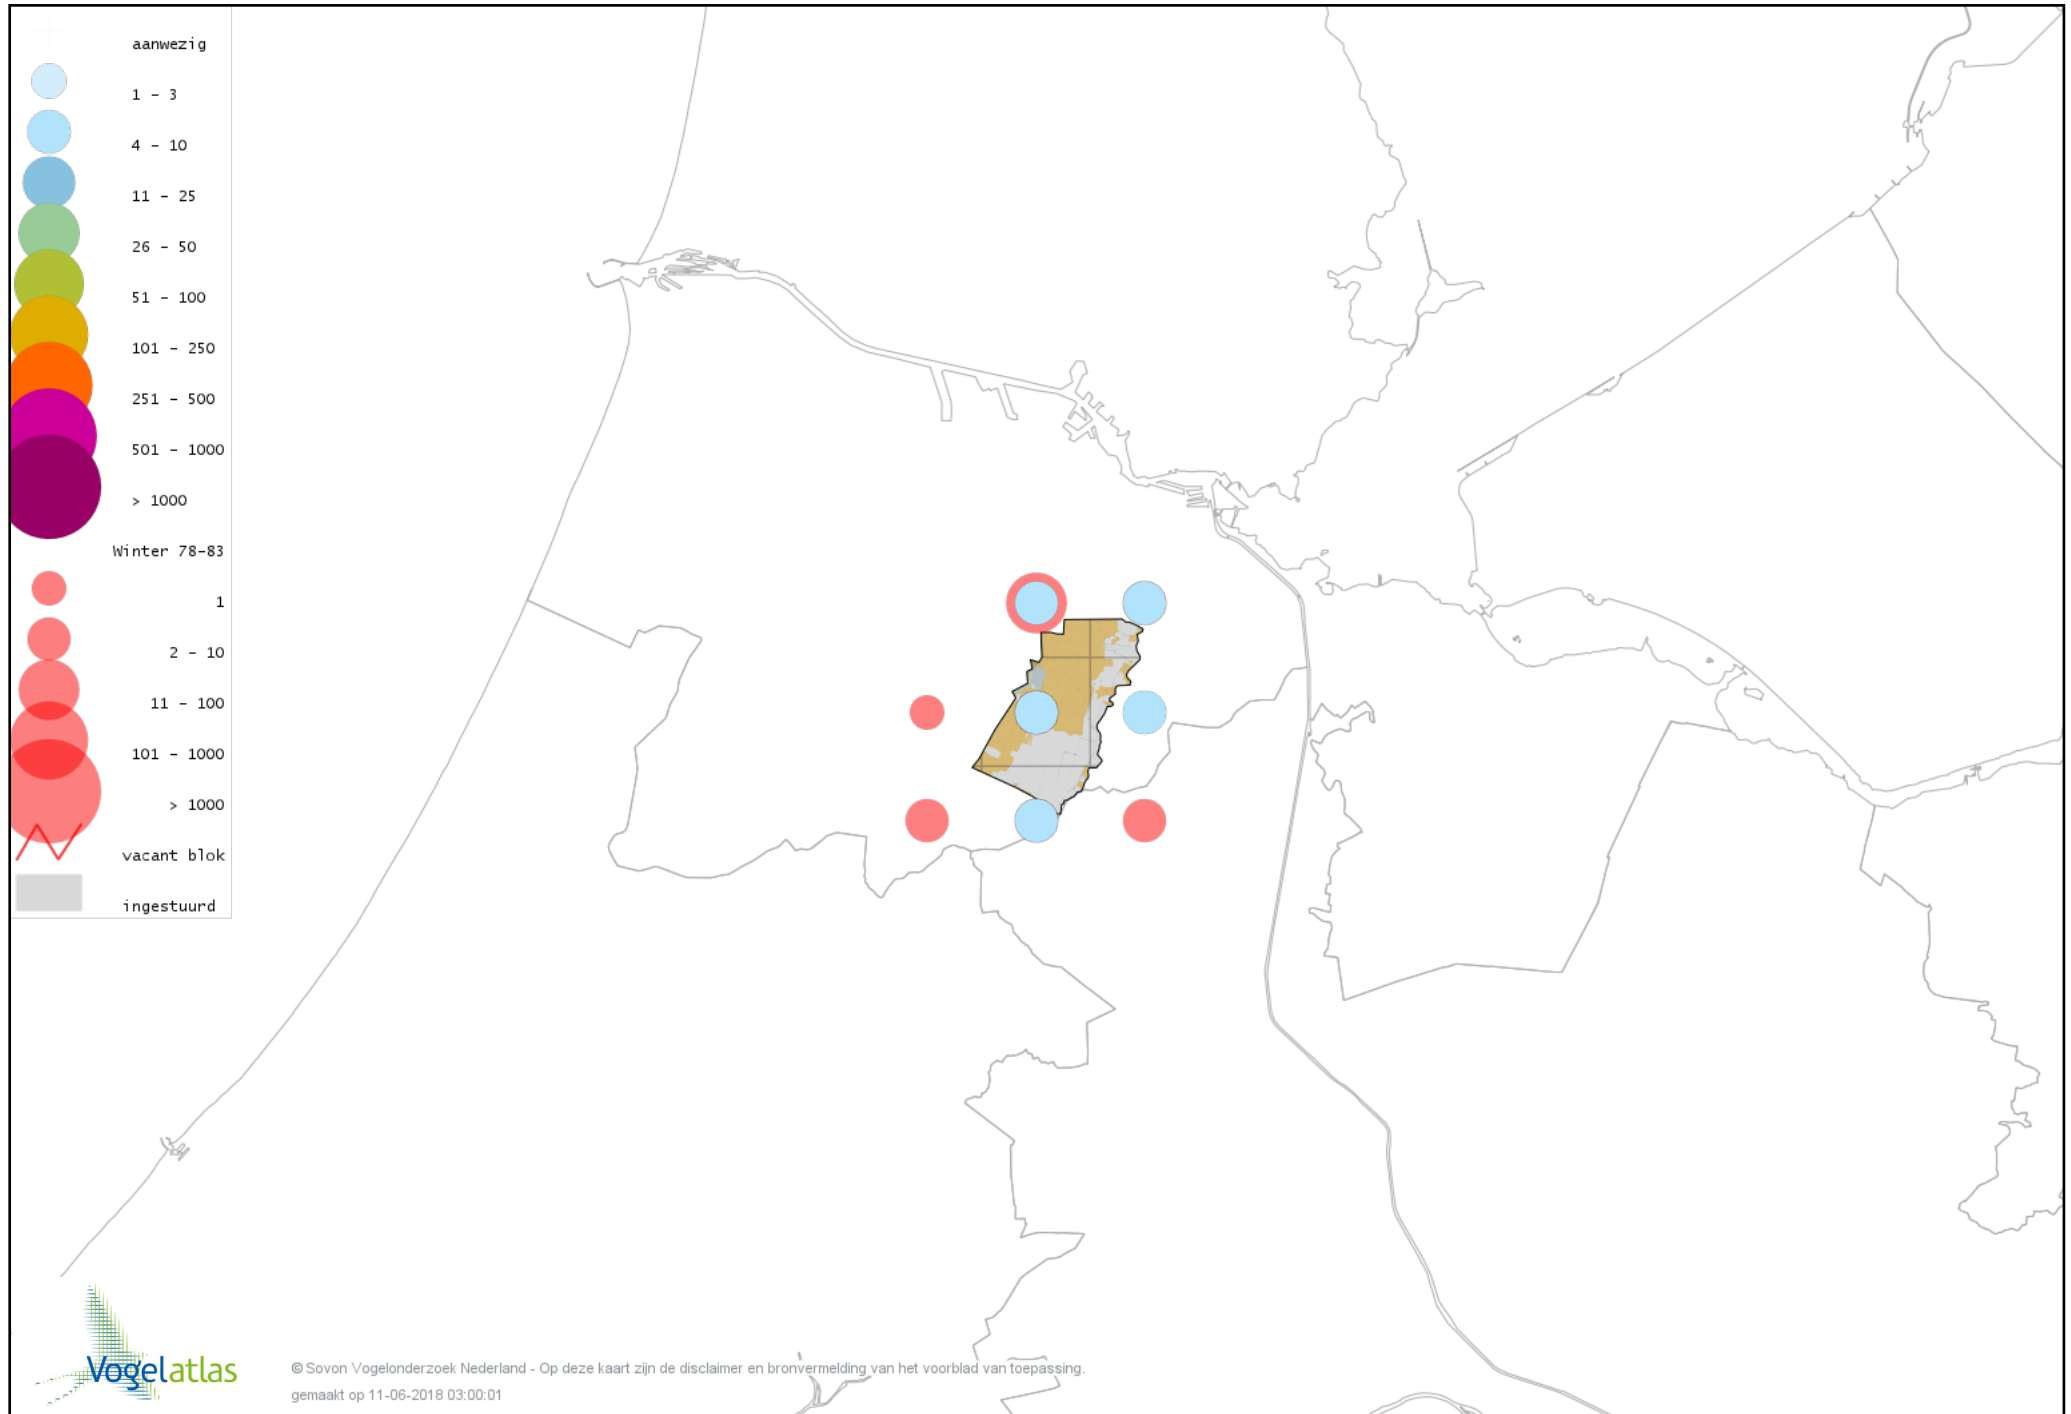 aanwezig
1 - 3
4 - 10
11 - 25
26 - 50
51 - 100
101 - 250
251 - 500
501 - 1000
> 1000
Winter 78-83
1
2 - 10
11 - 100
101 - 1000
> 1000
vacant blok
ingestuurd
Vogelatlas
© Sovon Vogelonderzoek Nederland - Op deze kaart zijn de disclaimer en bronvermelding van het voorblad van toepassing.
gemaakt op 11-06-2018 03:00:01